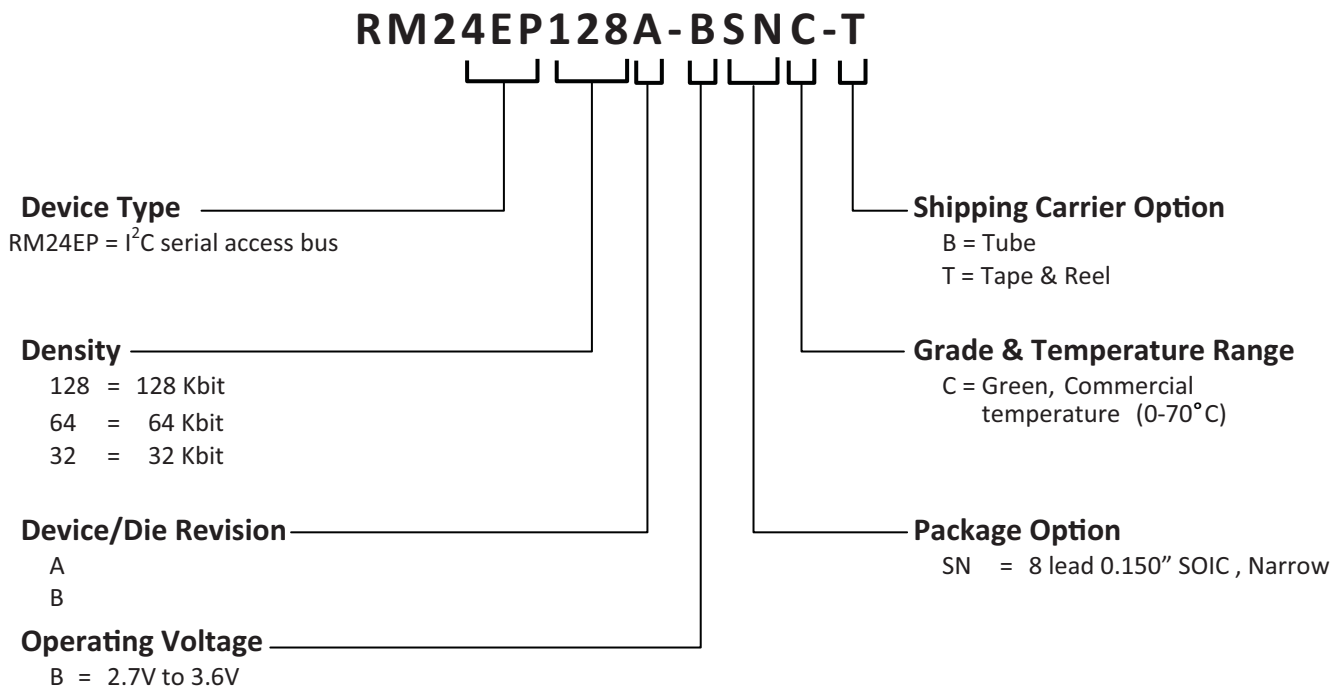 RM24EP128A-BSNC-T
Device Type
RM24EP = I²C serial access bus
Density
128 = 128 Kbit
64 = 64 Kbit
32 = 32 Kbit
Device/Die Revision
A
B
Operating Voltage
B = 2.7V to 3.6V
Shipping Carrier Option
B = Tube
T = Tape & Reel
Grade & Temperature Range
C = Green, Commercial
temperature (0-70°C)
Package Option
SN = 8 lead 0.150” SOIC , Narrow